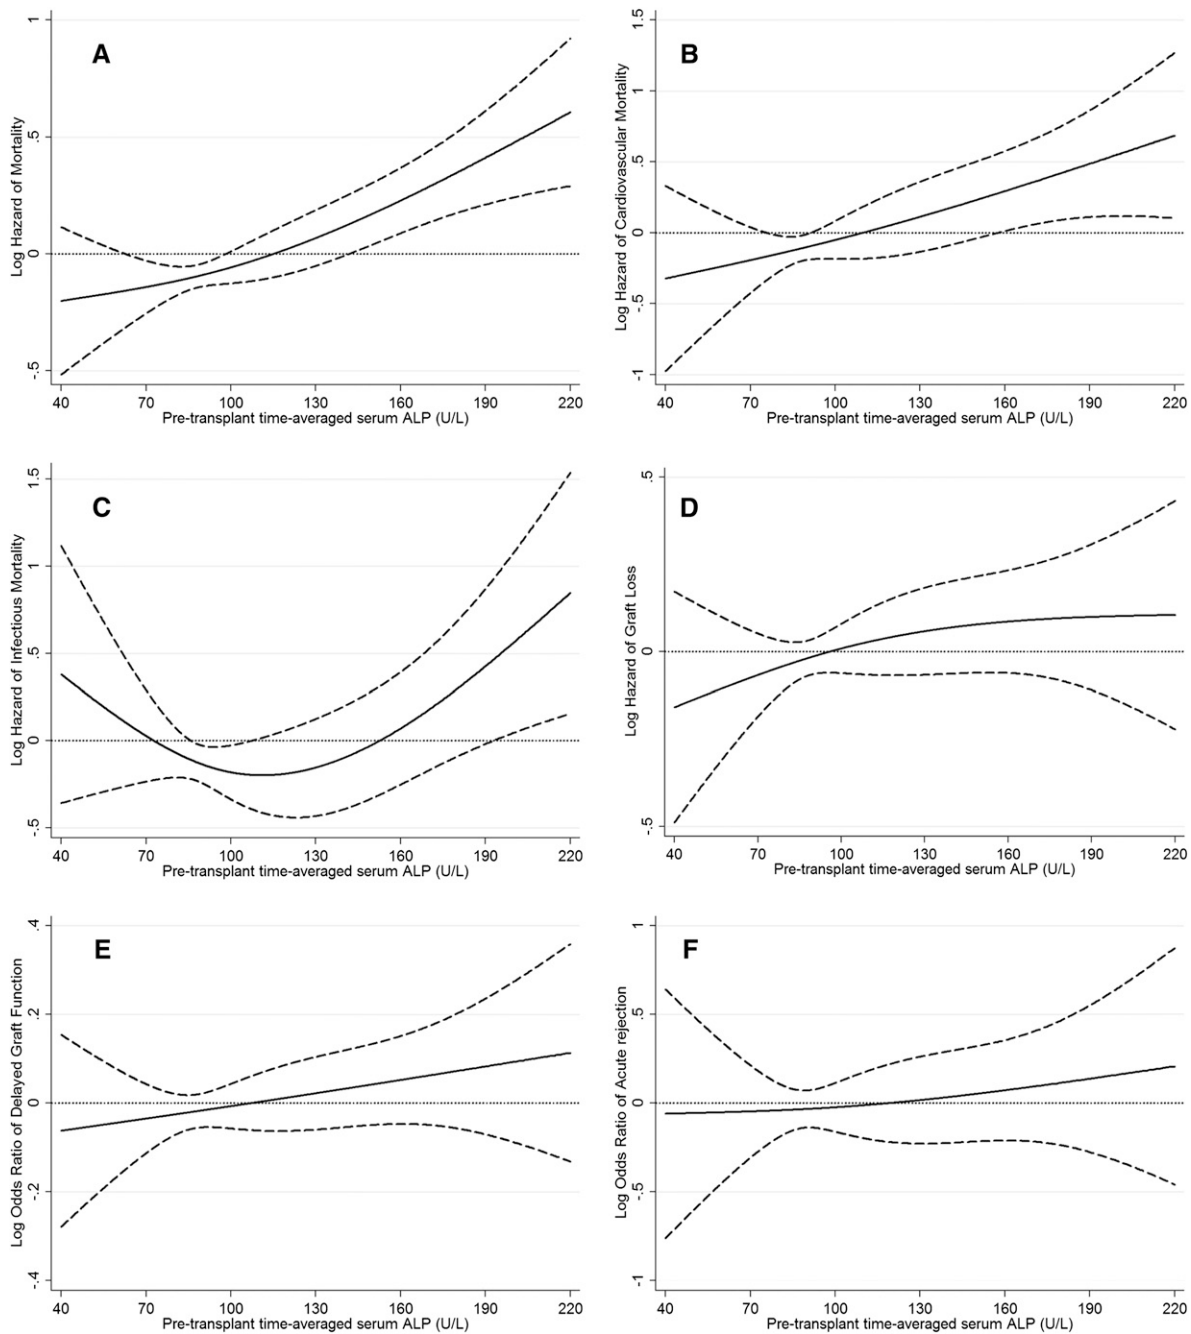 A
Log Hazard of Mortality
1
.5
0
-.5
40 70 100 130 160 190 220
Pre-transplant time-averaged serum ALP (U/L)
B
Log Hazard of Cardiovascular Mortality
1.5
1
.5
0
-.5
-1
40 70 100 130 160 190 220
Pre-transplant time-averaged serum ALP (U/L)
C
Log Hazard of Infectious Mortality
1.5
1
.5
0
-.5
40 70 100 130 160 190 220
Pre-transplant time-averaged serum ALP (U/L)
D
Log Hazard of Graft Loss
.5
0
-.5
40 70 100 130 160 190 220
Pre-transplant time-averaged serum ALP (U/L)
E
Log Odds Ratio of Delayed Graft Function
.4
.2
0
-.2
-.4
40 70 100 130 160 190 220
Pre-transplant time-averaged serum ALP (U/L)
F
Log Odds Ratio of Acute rejection
1
.5
0
-.5
-1
40 70 100 130 160 190 220
Pre-transplant time-averaged serum ALP (U/L)